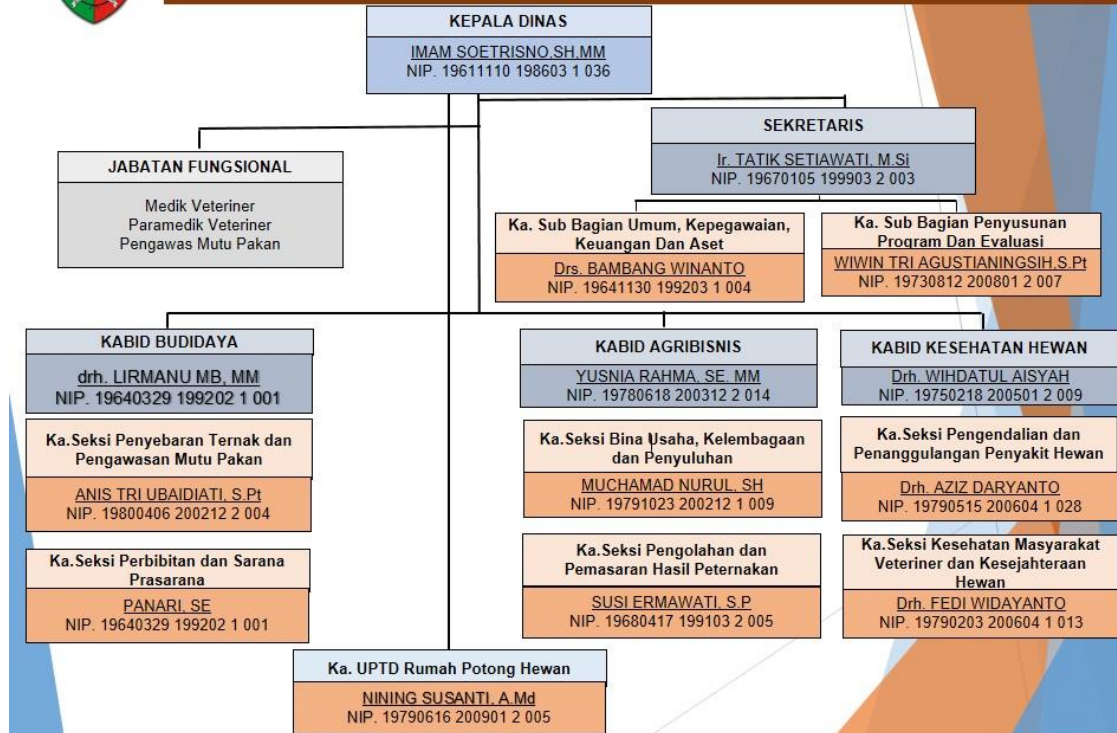 KEPALA DINAS
IMAM SOETRISNO,SH,MM
NIP. 19611110 198603 1 036
SEKRETARIS
Ir. TATIK SETIAWATI, M.Si
NIP. 19670105 199903 2 003
JABATAN FUNGSIONAL
Medik Veteriner
Paramedik Veteriner
Pengawas Mutu Pakan
Ka. Sub Bagian Umum, Kepegawaian,
Keuangan Dan Aset
Drs. BAMBANG WINANTO
NIP. 19641130 199203 1 004
Ka. Sub Bagian Penyusunan
Program Dan Evaluasi
WIWIN TRI AGUSTIANINGSIH,S.Pt
NIP. 19730812 200801 2 007
KABID BUDIDAYA
drh. LIRMANU MB, MM
NIP. 19640329 199202 1 001
Ka.Seksi Penyebaran Ternak dan
Pengawasan Mutu Pakan
ANIS TRI UBAIDIATI, S.Pt
NIP. 19800406 200212 2 004
Ka.Seksi Perbibitan dan Sarana
Prasarana
PANARI, SE
NIP. 19640329 199202 1 001
KABID AGRIBISNIS
YUSNIA RAHMA, SE. MM
NIP. 19780618 200312 2 014
Ka.Seksi Bina Usaha, Kelembagaan
dan Penyuluhan
MUCHAMAD NURUL, SH
NIP. 19791023 200212 1 009
Ka.Seksi Pengolahan dan
Pemasaran Hasil Peternakan
SUSI ERMAWATI, S.P
NIP. 19680417 199103 2 005
KABID KESEHATAN HEWAN
Drh. WIHDATUL AISYAH
NIP. 19750218 200501 2 009
Ka.Seksi Pengendalian dan
Penanggulangan Penyakit Hewan
Drh. AZIZ DARYANTO
NIP. 19790515 200604 1 028
Ka.Seksi Kesehatan Masyarakat
Veteriner dan Kesejahteraan
Hewan
Drh. FEDI WIDAYANTO
NIP. 19790203 200604 1 013
Ka. UPTD Rumah Potong Hewan
NINING SUSANTI, A.Md
NIP. 19790616 200901 2 005